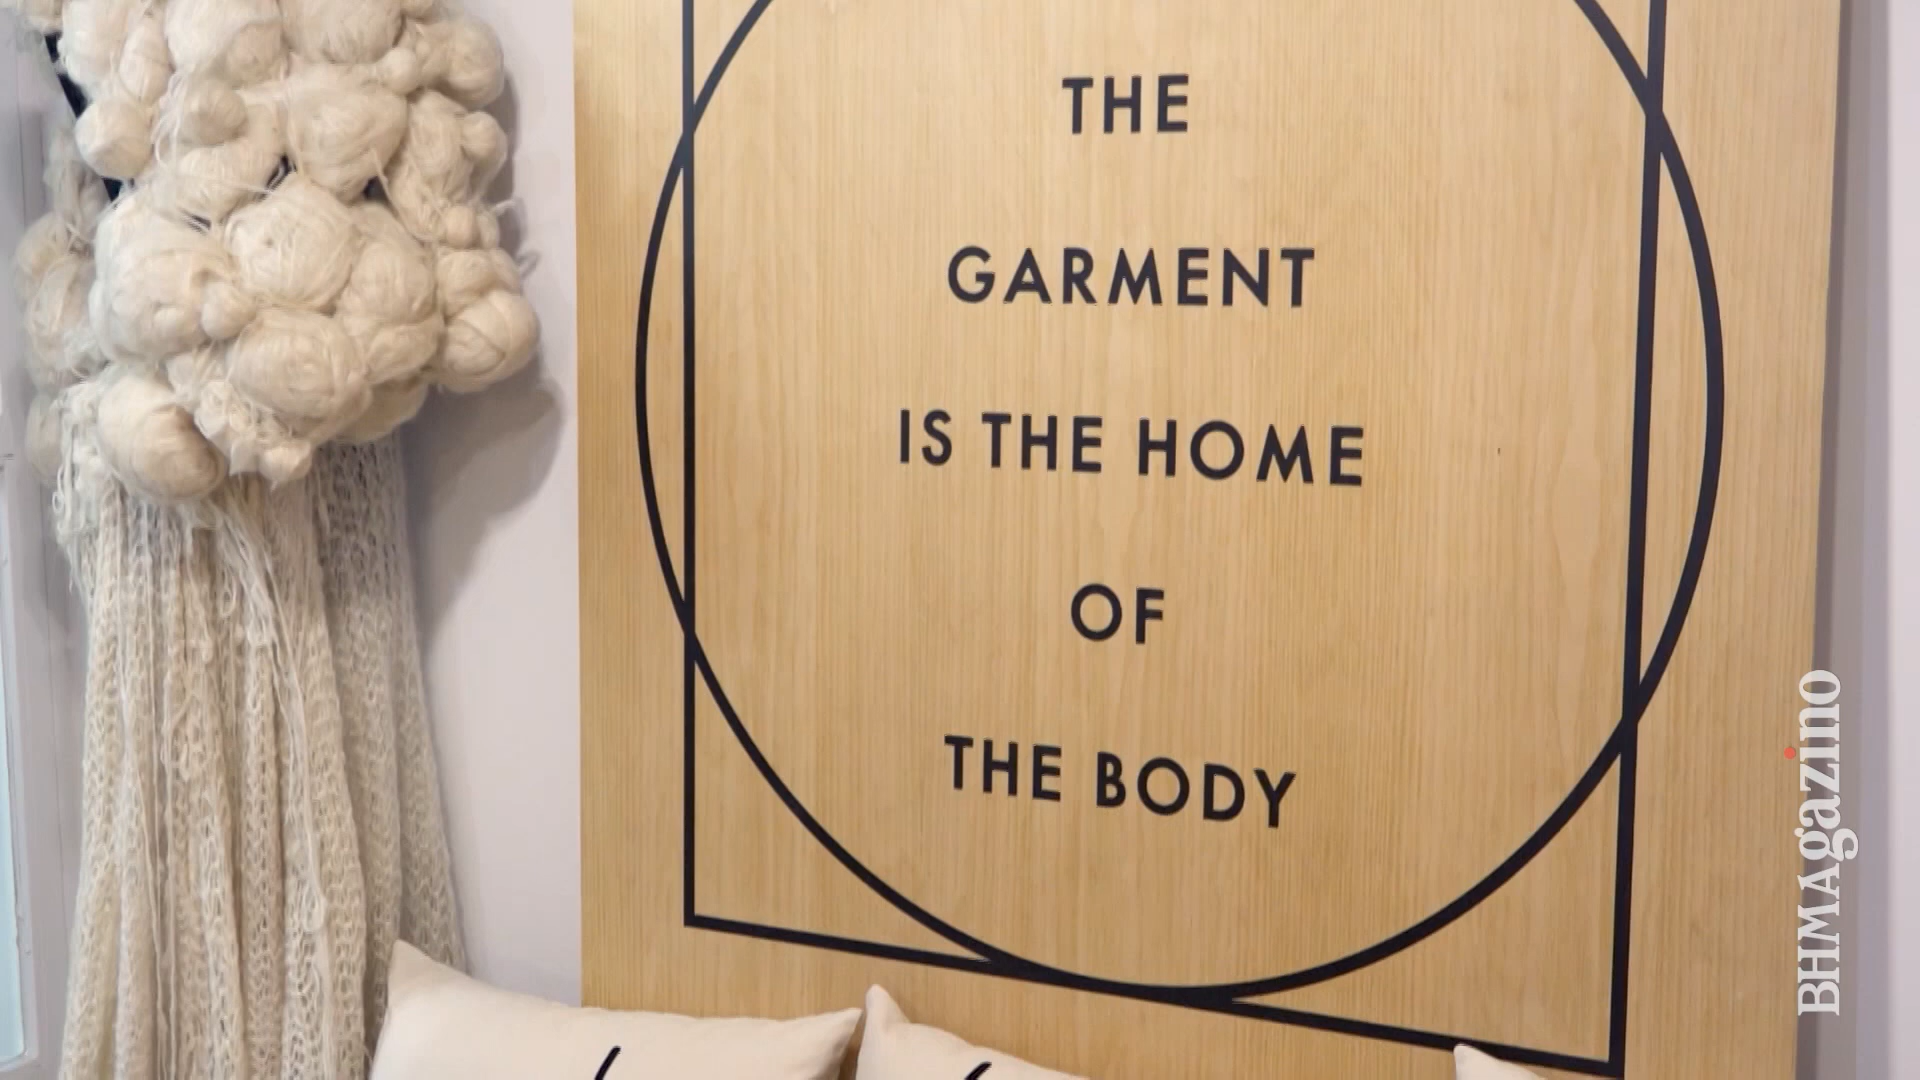 THE
GARMENT
IS THE HOME
OF
THE BODY
BHMAgazino